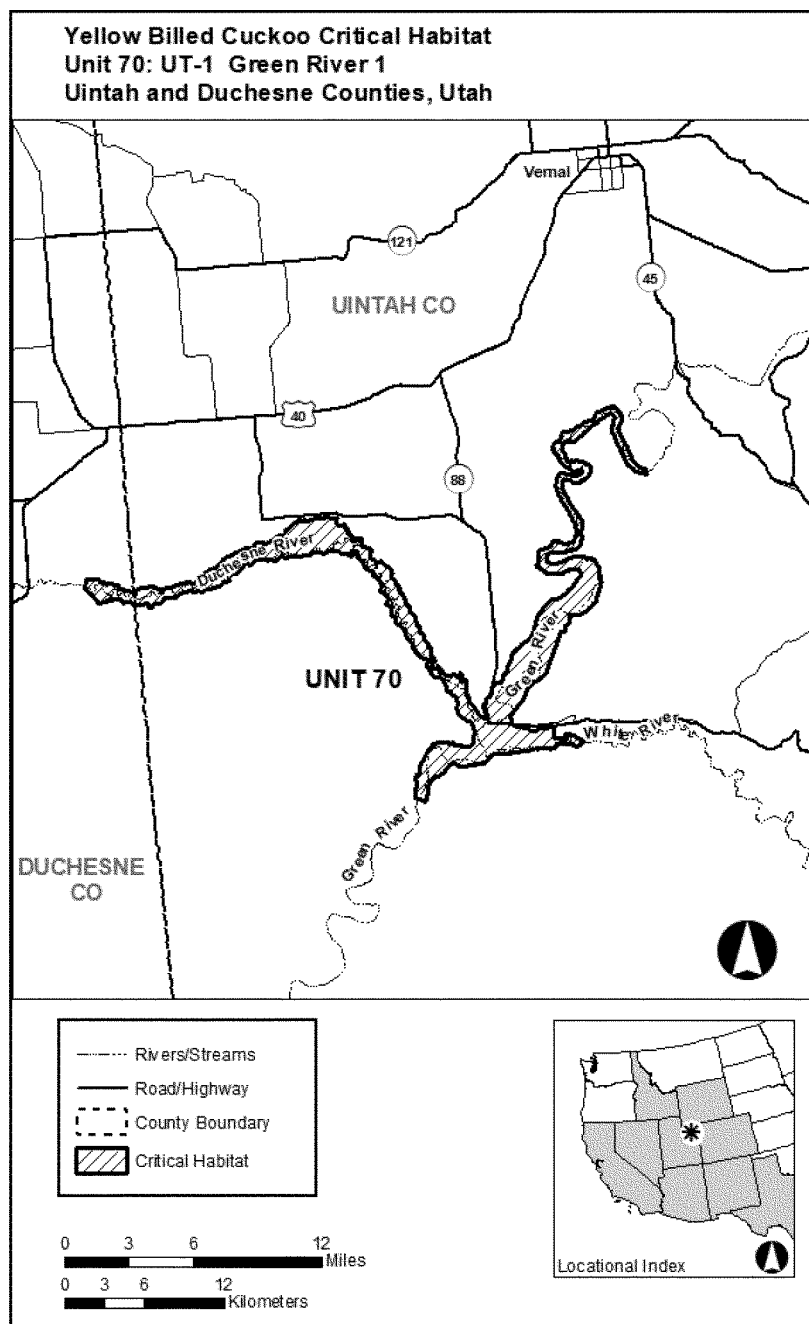 Yellow Billed Cuckoo Critical Habitat
Unit 70: UT-1 Green River 1
Uintah and Duchesne Counties, Utah
Vernal
121
45
UINTAH CO
40
88
Duchesne River
Green River
UNIT 70
White River
Green River
DUCHESNE
CO
Rivers/Streams
Road/Highway
County Boundary
Critical Habitat
0 3 6 12
Miles
0 3 6 12
Kilometers
Locational Index